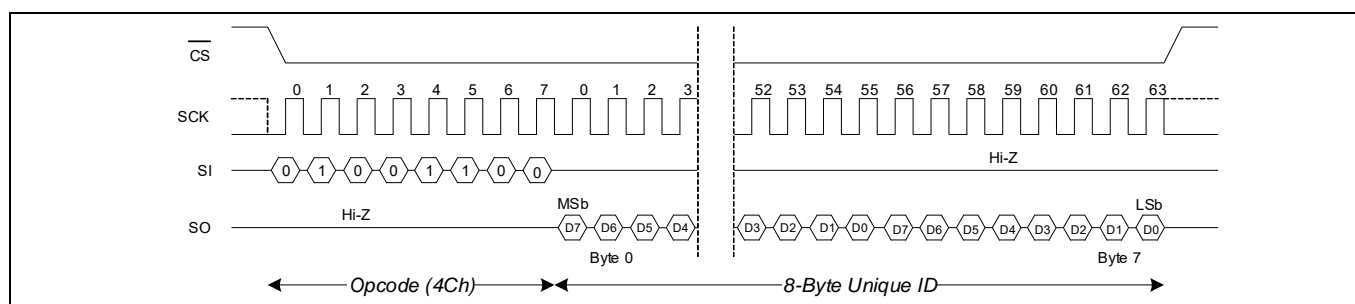 CS
0 1 2 3 4 5 6 7 0 1 2 3 52 53 54 55 56 57 58 59 60 61 62 63
SCK
Hi-Z
SI 0 1 0 0 1 1 0 0
MSb LSb
Hi-Z
SO D7 D6 D5 D4 D3 D2 D1 D0 D7 D6 D5 D4 D3 D2 D1 D0
Byte 0 Byte 7
Opcode (4Ch) 8-Byte Unique ID